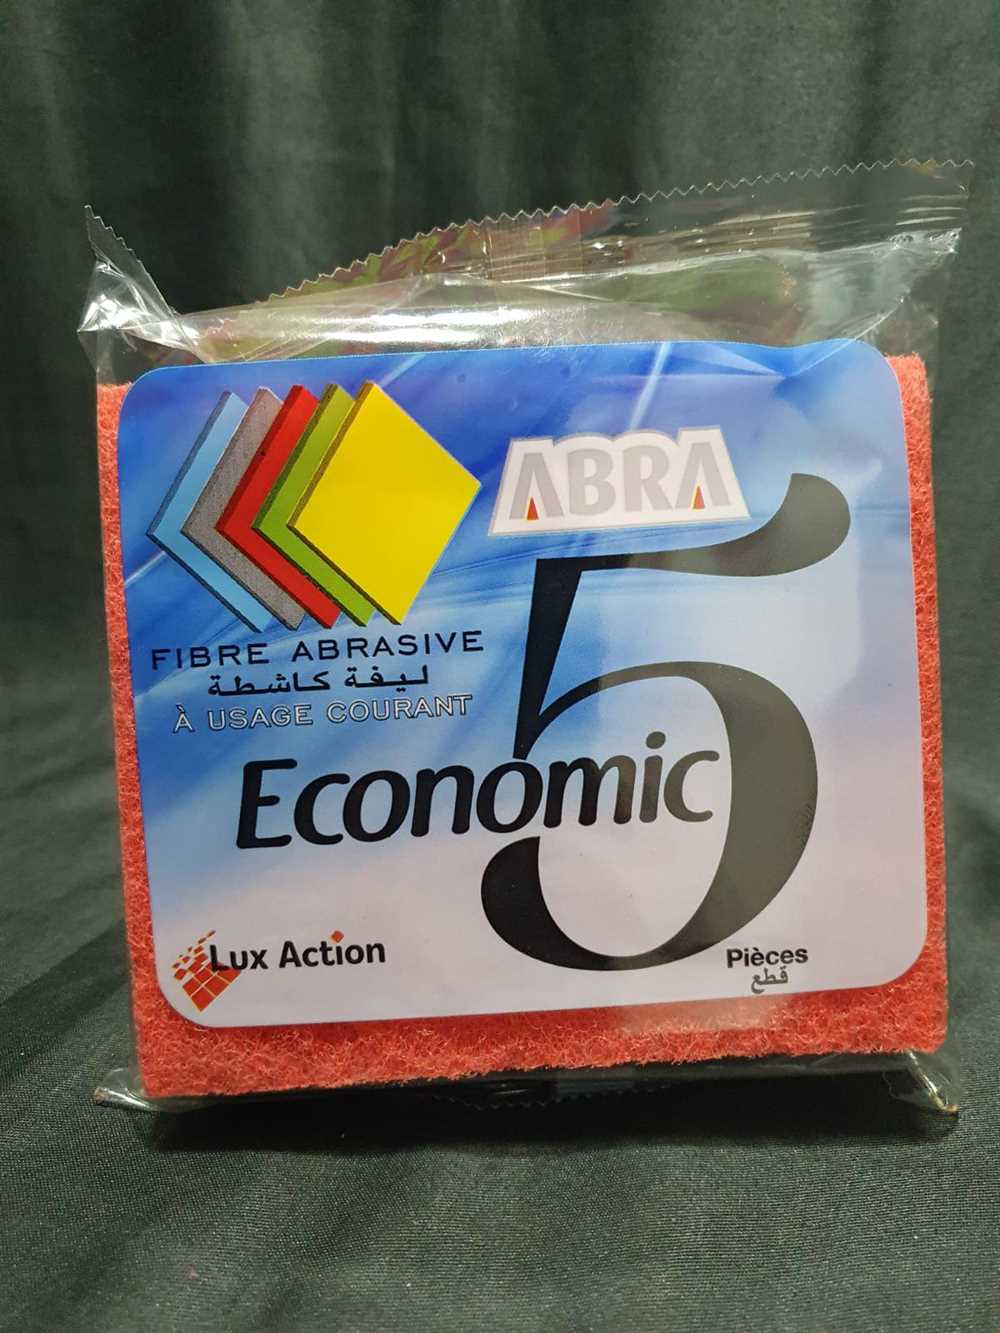 ABRA
5
FIBRE ABRASIVE
ليفة كاشطة
À USAGE COURANT
Economic
Lux Action
Pièces
قطع